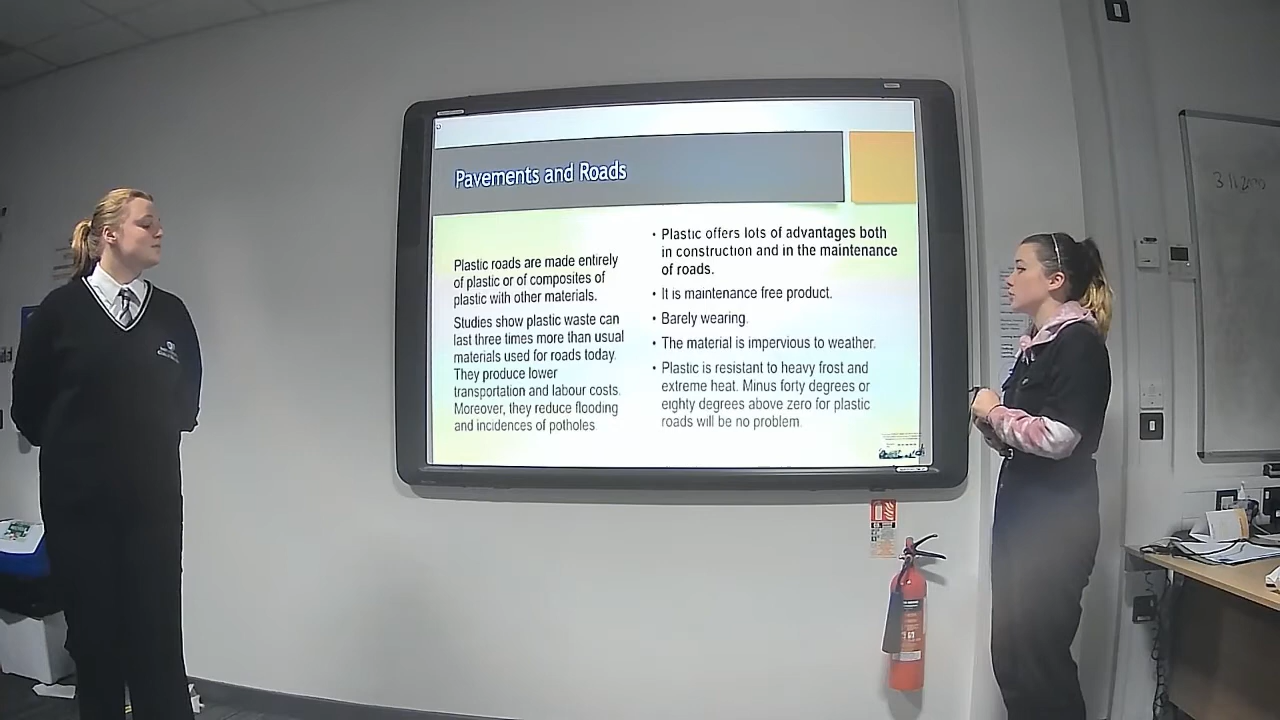 Pavements and Roads
Plastic roads are made entirely
of plastic or of composites of
plastic with other materials.
Studies show plastic waste can
last three times more than usual
materials used for roads today.
They produce lower
transportation and labour costs.
Moreover, they reduce flooding
and incidences of potholes
• Plastic offers lots of advantages both
in construction and in the maintenance
of roads.
• It is maintenance free product.
• Barely wearing.
• The material is impervious to weather.
• Plastic is resistant to heavy frost and
extreme heat. Minus forty degrees or
eighty degrees above zero for plastic
roads will be no problem.